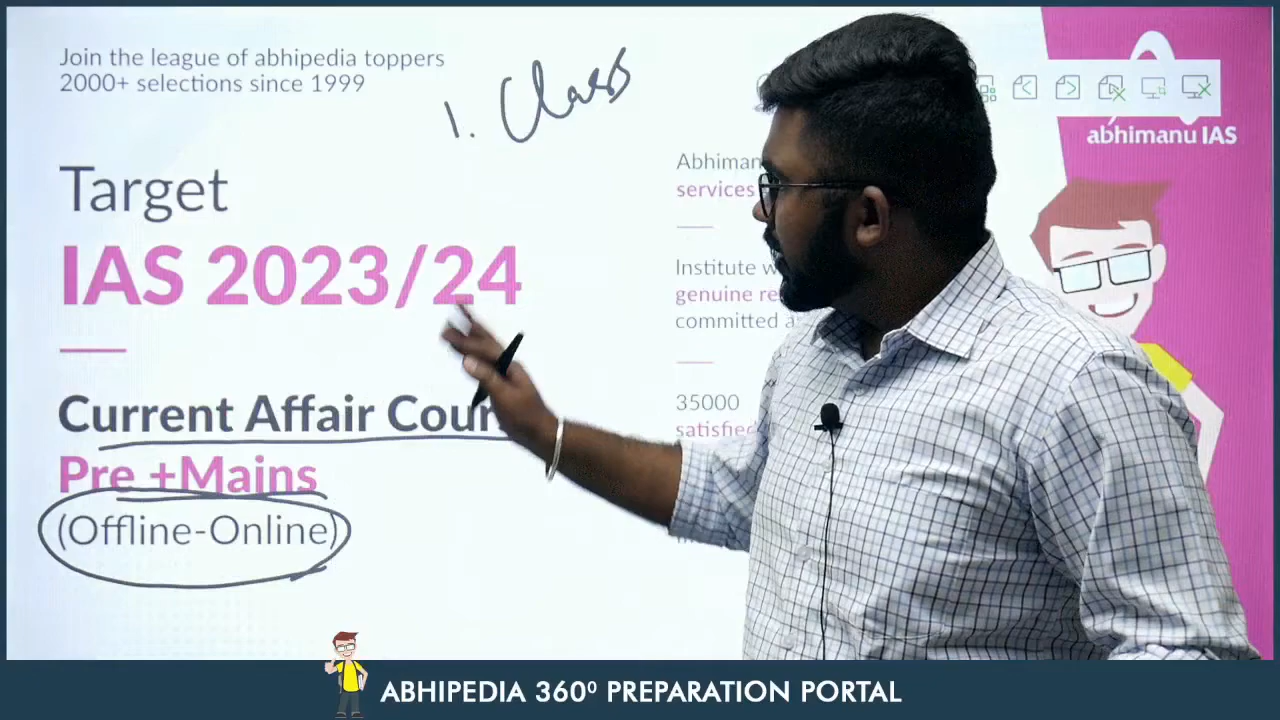 Join the league of abhipedia toppers
2000+ selections since 1999
1. Class
abhimanu IAS
Target
IAS 2023/24
Current Affair Cour
Pre +Mains
(Offline-Online)
Abhiman
services
Institute w
genuine re
committed a
35000
satisfied
ABHIPEDIA 360⁰ PREPARATION PORTAL